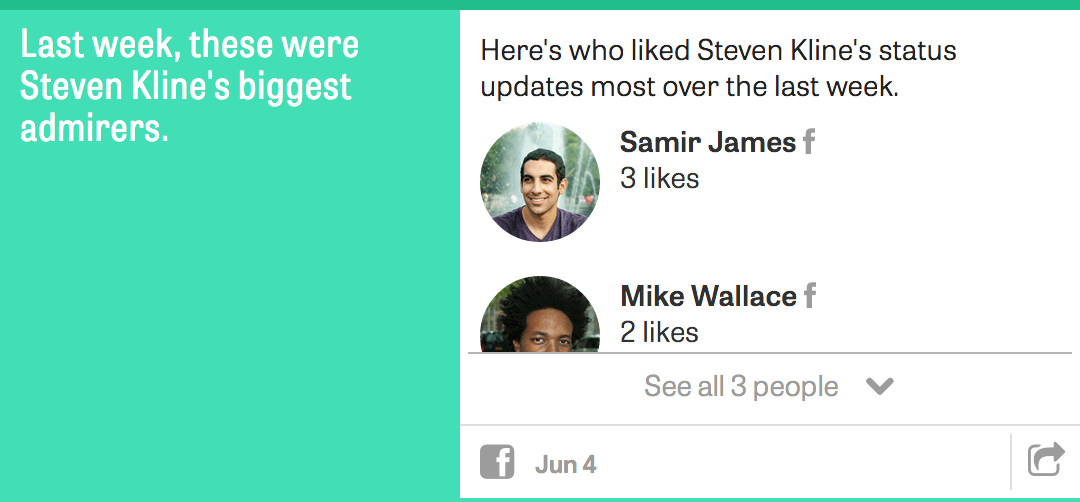 Last week, these were
Steven Kline's biggest
admirers.
Here's who liked Steven Kline's status
updates most over the last week.
Samir James
3 likes
Mike Wallace
2 likes
See all 3 people
Jun 4